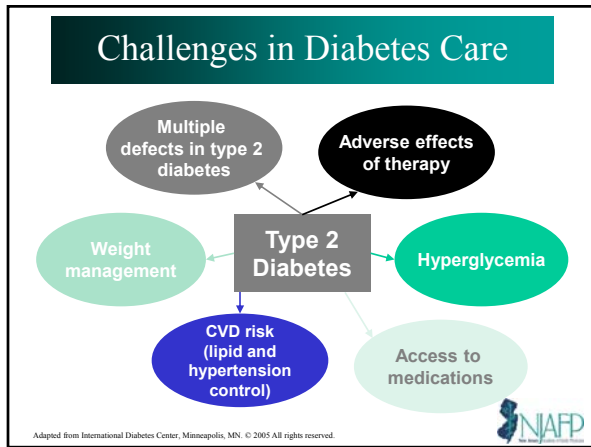 Challenges in Diabetes Care
Multiple
defects in type 2
diabetes
Adverse effects
of therapy
Weight
management
Type 2
Diabetes
Hyperglycemia
CVD risk
(lipid and
hypertension
control)
Access to
medications
Adapted from International Diabetes Center, Minneapolis, MN. © 2005 All rights reserved.
NJAFP